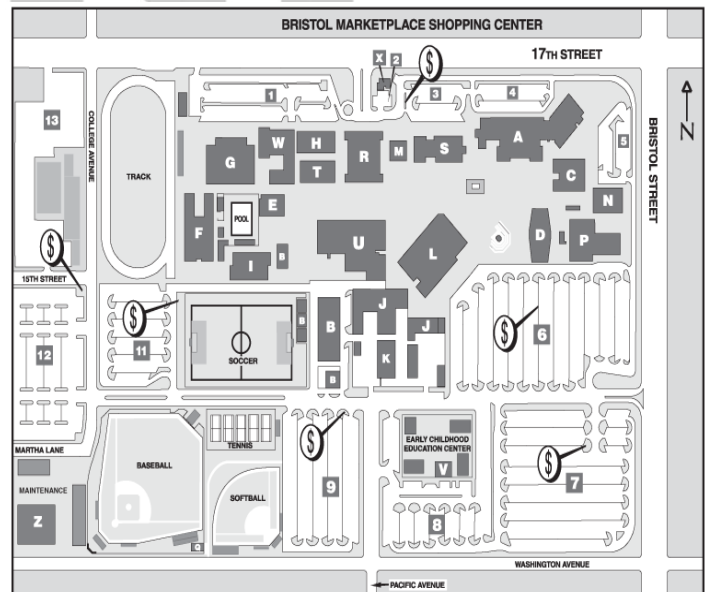 BRISTOL MARKETPLACE SHOPPING CENTER
17TH STREET
X
2
$
1
3
4
13
COLLEGE AVENUE
TRACK
G
W
H
T
R
M
S
A
5
BRISTOL STREET
N
C
N
F
POOL
E
I
B
U
L
D
P
$
15TH STREET
12
$
11
B
SOCCER
B
B
J
J
K
$
6
MARTHA LANE
MAINTENANCE
Z
BASEBALL
TENNIS
SOFTBALL
$
9
EARLY CHILDHOOD
EDUCATION CENTER
V
8
$
7
WASHINGTON AVENUE
PACIFIC AVENUE